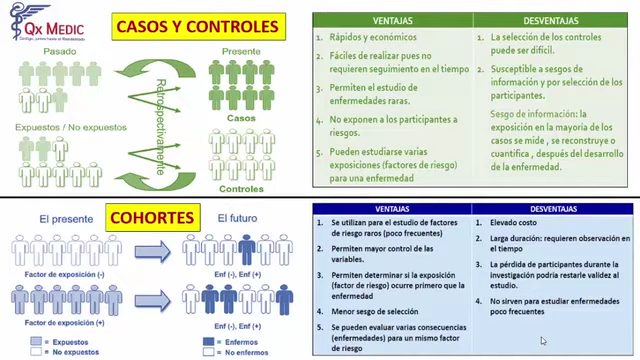 QX MEDIC
CASOS Y CONTROLES
Pasado
Presente
Retrospectivamente
Casos
Expuestos / No expuestos
Controles
VENTAJAS
1. Rápidos y económicos
2. Fáciles de realizar pues no
requieren seguimiento en el tiempo
3. Permiten el estudio de
enfermedades raras.
4. No exponen a los participantes a
riesgos.
5. Pueden estudiarse varias
exposiciones (factores de riesgo)
para una enfermedad
DESVENTAJAS
1. La selección de los controles
puede ser difícil.
2. Susceptible a sesgos de
información y por selección de los
participantes.
Sesgo de información: la
exposición en la mayoria de los
casos se mide , se reconstruye o
cuantifica , después del desarrollo
de la enfermedad.
El presente
COHORTES
El futuro
Factor de exposición (-)
Enf (-), Enf (+)
Factor de exposición (+)
Enf (-), Enf (+)
= Expuestos
= No expuestos
= Enfermos
= No enfermos
VENTAJAS
1. Se utilizan para el estudio de factores
de riesgo raros (poco frecuentes)
2. Permiten mayor control de las
variables.
3. Permiten determinar si la exposición
(factor de riesgo) ocurre primero que la
enfermedad
4. Menor sesgo de selección
5. Se pueden evaluar varias consecuencias
(enfermedades) para un mismo factor
de riesgo
DESVENTAJAS
1. Elevado costo
2. Larga duración: requieren observación en
el tiempo
3. La pérdida de participantes durante la
investigación podría restarle validez al
estudio.
4. No sirven para estudiar enfermedades
poco frecuentes